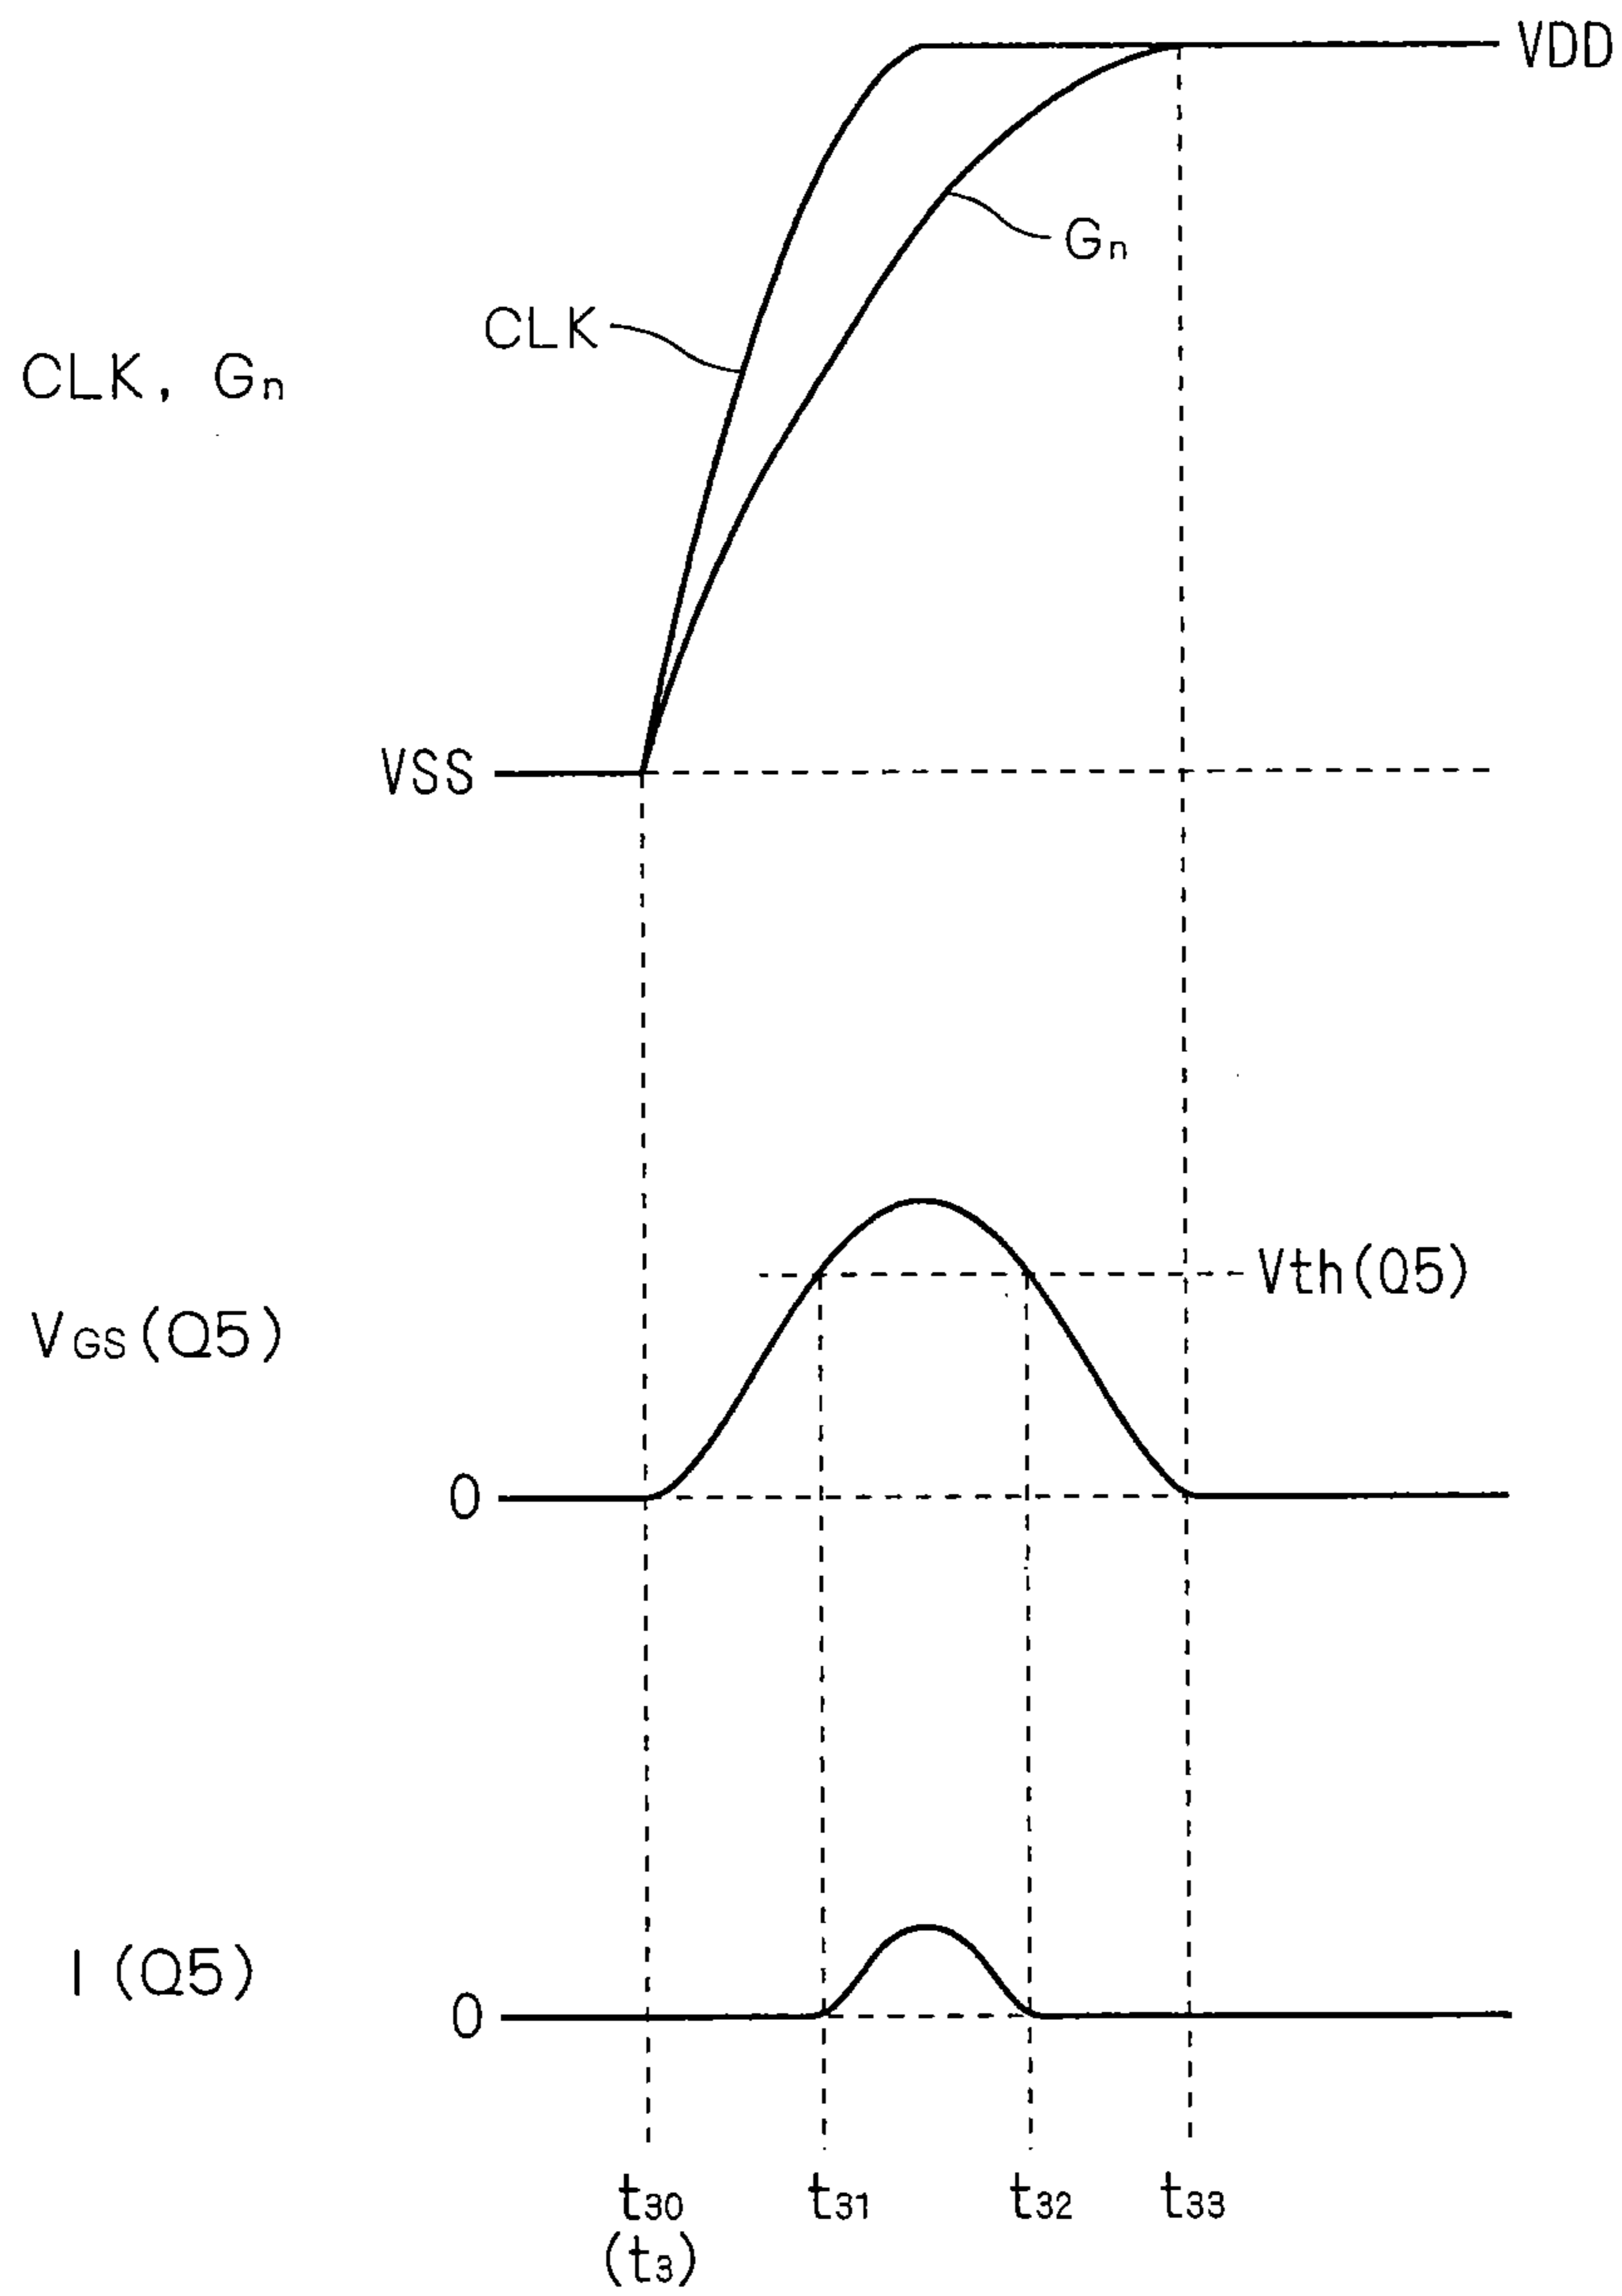 VDD
Gn
CLK
CLK, Gn
VSS
Vth(Q5)
VGS(Q5)
0
I(Q5)
0
t30 t31 t32 t33
(t3)